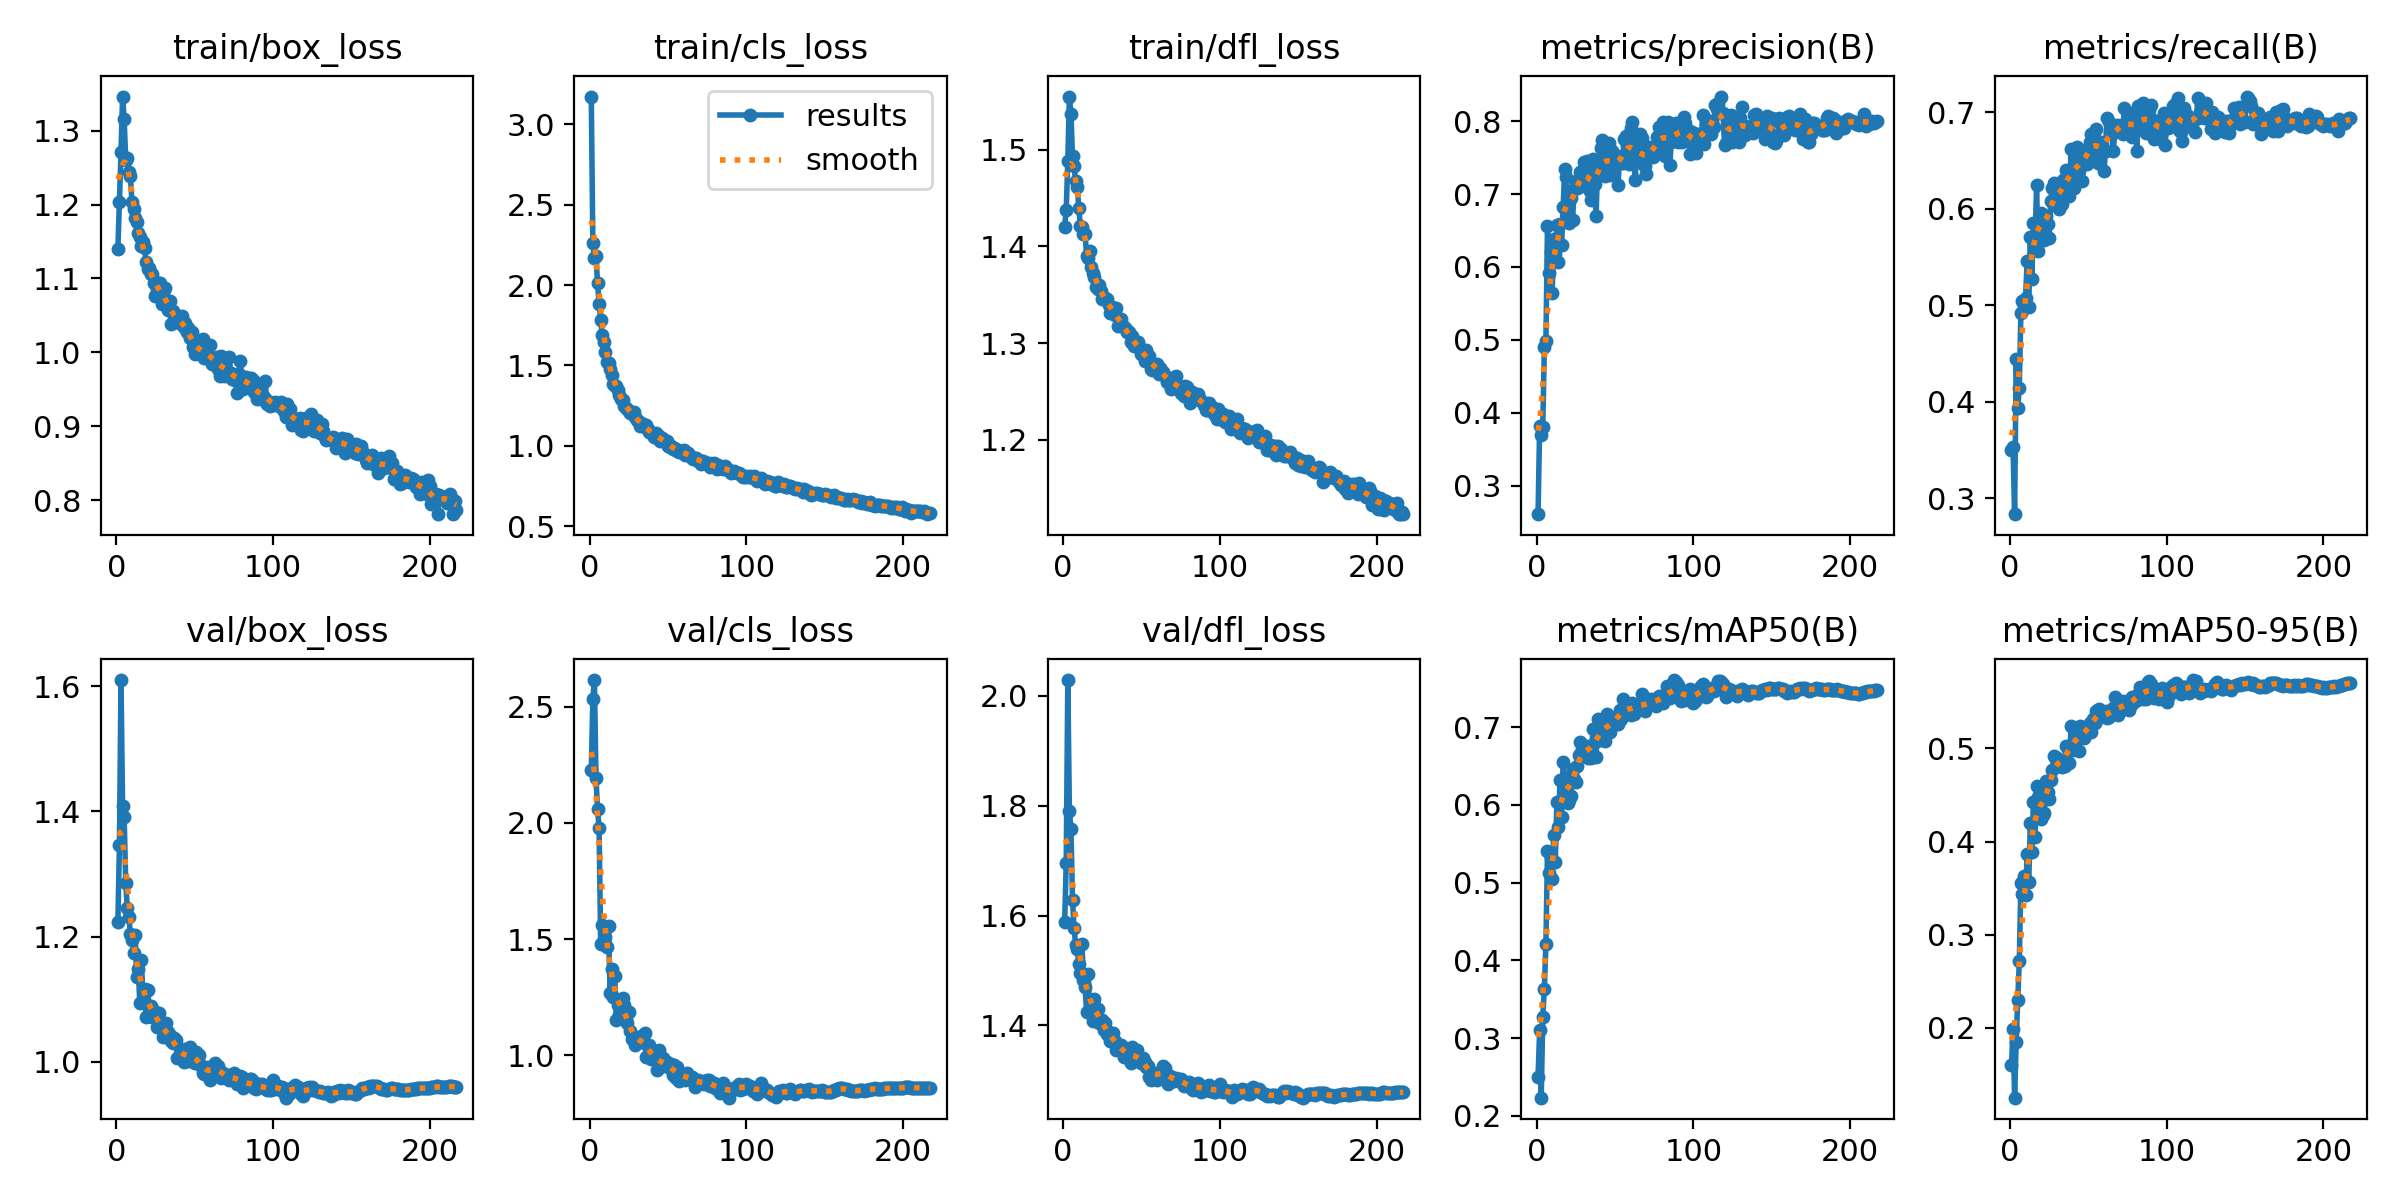 train/box_loss
1.3
1.2
1.1
1.0
0.9
0.8
0 100 200
train/cls_loss
results
smooth
3.0
2.5
2.0
1.5
1.0
0.5
0 100 200
train/dfl_loss
1.5
1.4
1.3
1.2
0 100 200
metrics/precision(B)
0.8
0.7
0.6
0.5
0.4
0.3
0 100 200
metrics/recall(B)
0.7
0.6
0.5
0.4
0.3
0 100 200
val/box_loss
1.6
1.4
1.2
1.0
0 100 200
val/cls_loss
2.5
2.0
1.5
1.0
0 100 200
val/dfl_loss
2.0
1.8
1.6
1.4
0 100 200
metrics/mAP50(B)
0.7
0.6
0.5
0.4
0.3
0.2
0 100 200
metrics/mAP50-95(B)
0.5
0.4
0.3
0.2
0 100 200